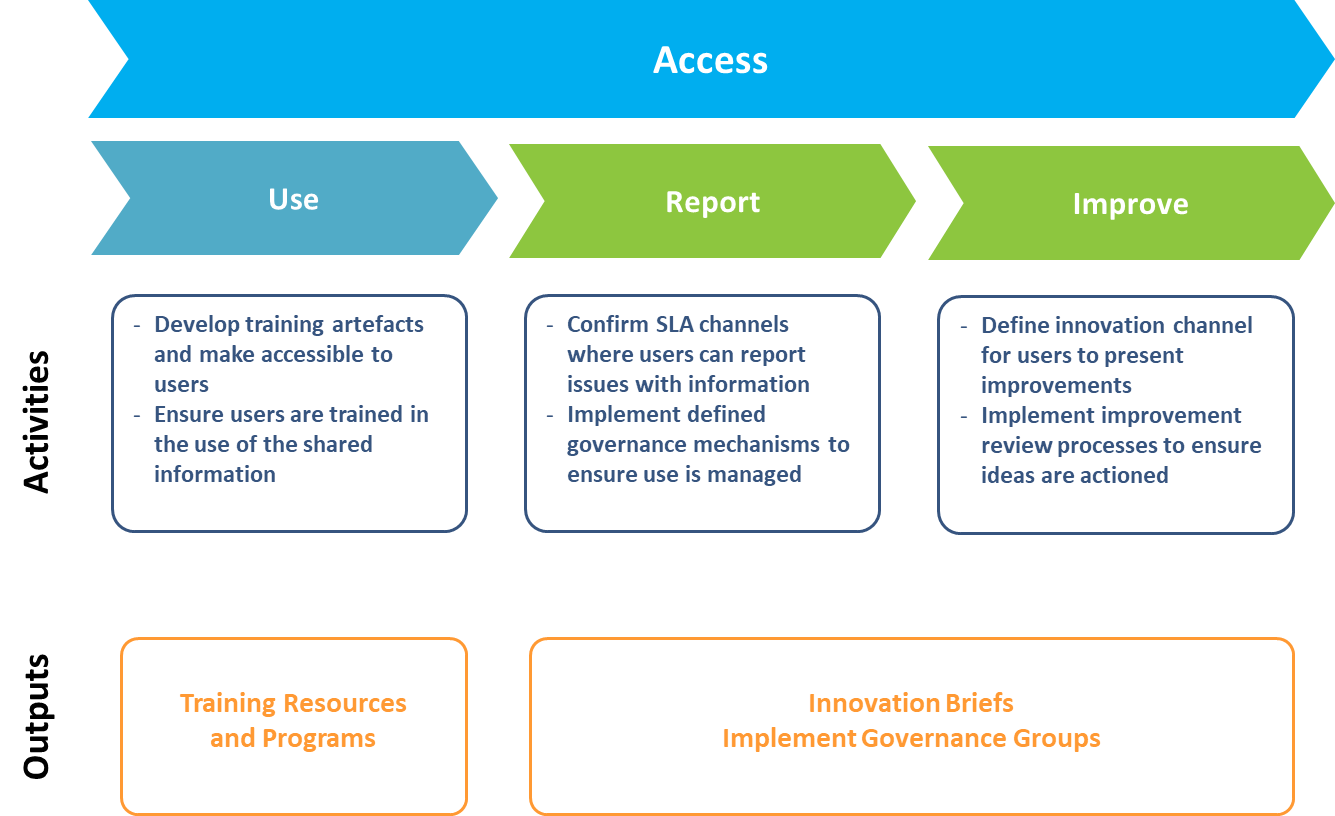 Access
Use
Report
Improve
Activities
- Develop training artefacts
and make accessible to
users
- Ensure users are trained in
the use of the shared
information
- Confirm SLA channels
where users can report
issues with information
- Implement defined
governance mechanisms to
ensure use is managed
- Define innovation channel
for users to present
improvements
- Implement improvement
review processes to ensure
ideas are actioned
Outputs
Training Resources
and Programs
Innovation Briefs
Implement Governance Groups